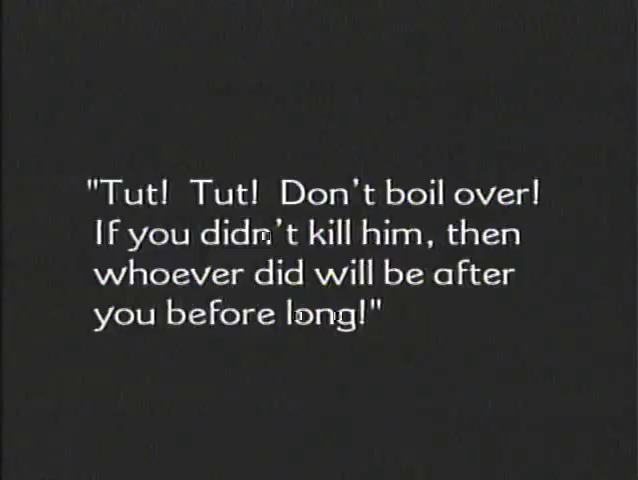 "Tut!  Tut!  Don't boil over!
If you didn't kill him, then
whoever did will be after
you before long!"